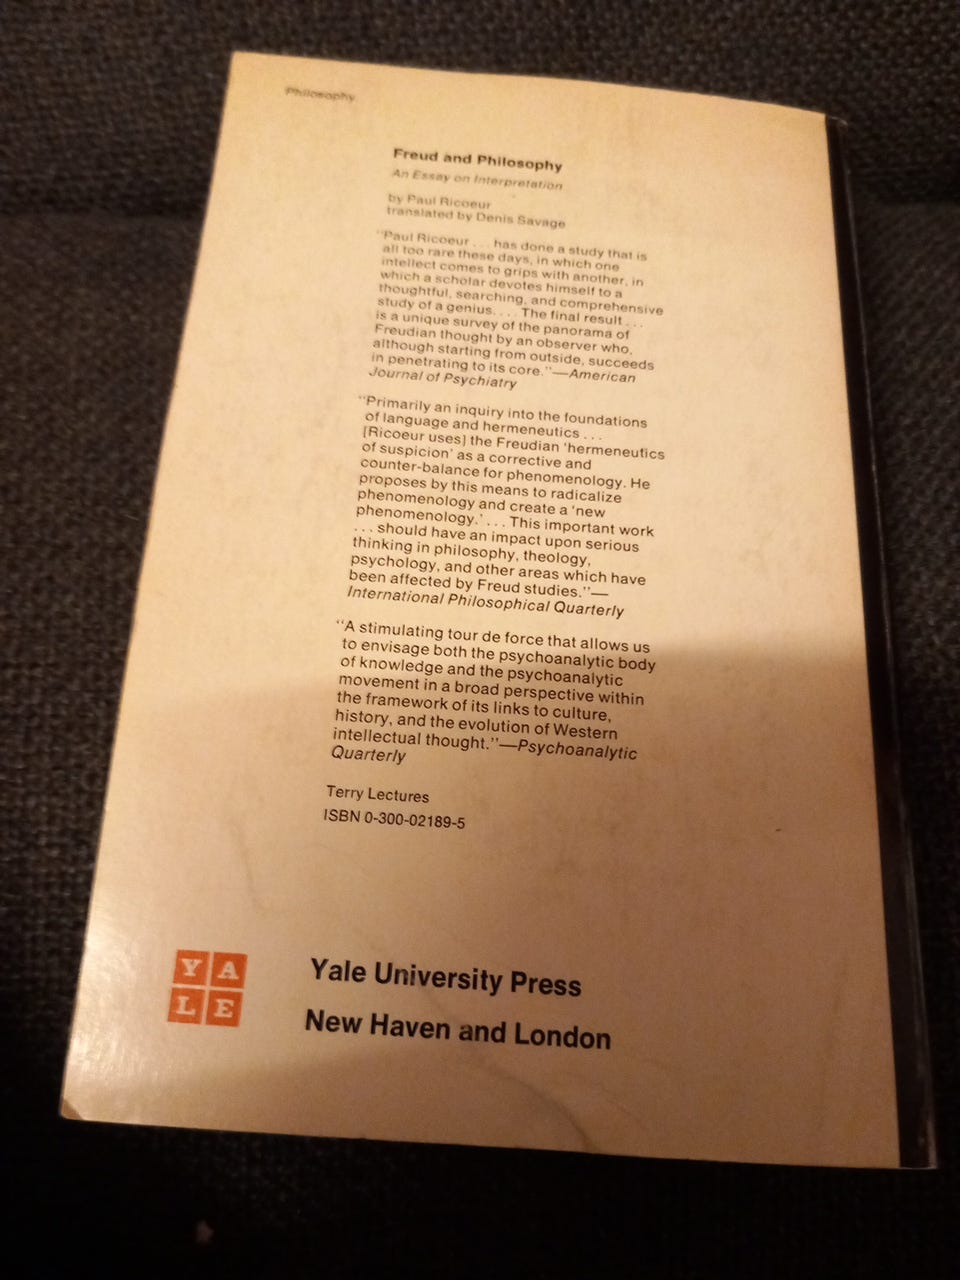 Philosophy
Freud and Philosophy
An Essay on Interpretation
by Paul Ricoeur
translated by Denis Savage
"Paul Ricoeur . . . has done a study that is
all too rare these days, in which one
intellect comes to grips with another, in
which a scholar devotes himself to a
thoughtful, searching, and comprehensive
study of a genius. . . . The final result . . .
is a unique survey of the panorama of
Freudian thought by an observer who,
although starting from outside, succeeds
in penetrating to its core."—American
Journal of Psychiatry
"Primarily an inquiry into the foundations
of language and hermeneutics . . .
[Ricoeur uses] the Freudian 'hermeneutics
of suspicion' as a corrective and
counter-balance for phenomenology. He
proposes by this means to radicalize
phenomenology and create a 'new
phenomenology.' . . . This important work
. . . should have an impact upon serious
thinking in philosophy, theology,
psychology, and other areas which have
been affected by Freud studies."—
International Philosophical Quarterly
"A stimulating tour de force that allows us
to envisage both the psychoanalytic body
of knowledge and the psychoanalytic
movement in a broad perspective within
the framework of its links to culture,
history, and the evolution of Western
intellectual thought."—Psychoanalytic
Quarterly
Terry Lectures
ISBN 0-300-02189-5
YA
LE
Yale University Press
New Haven and London